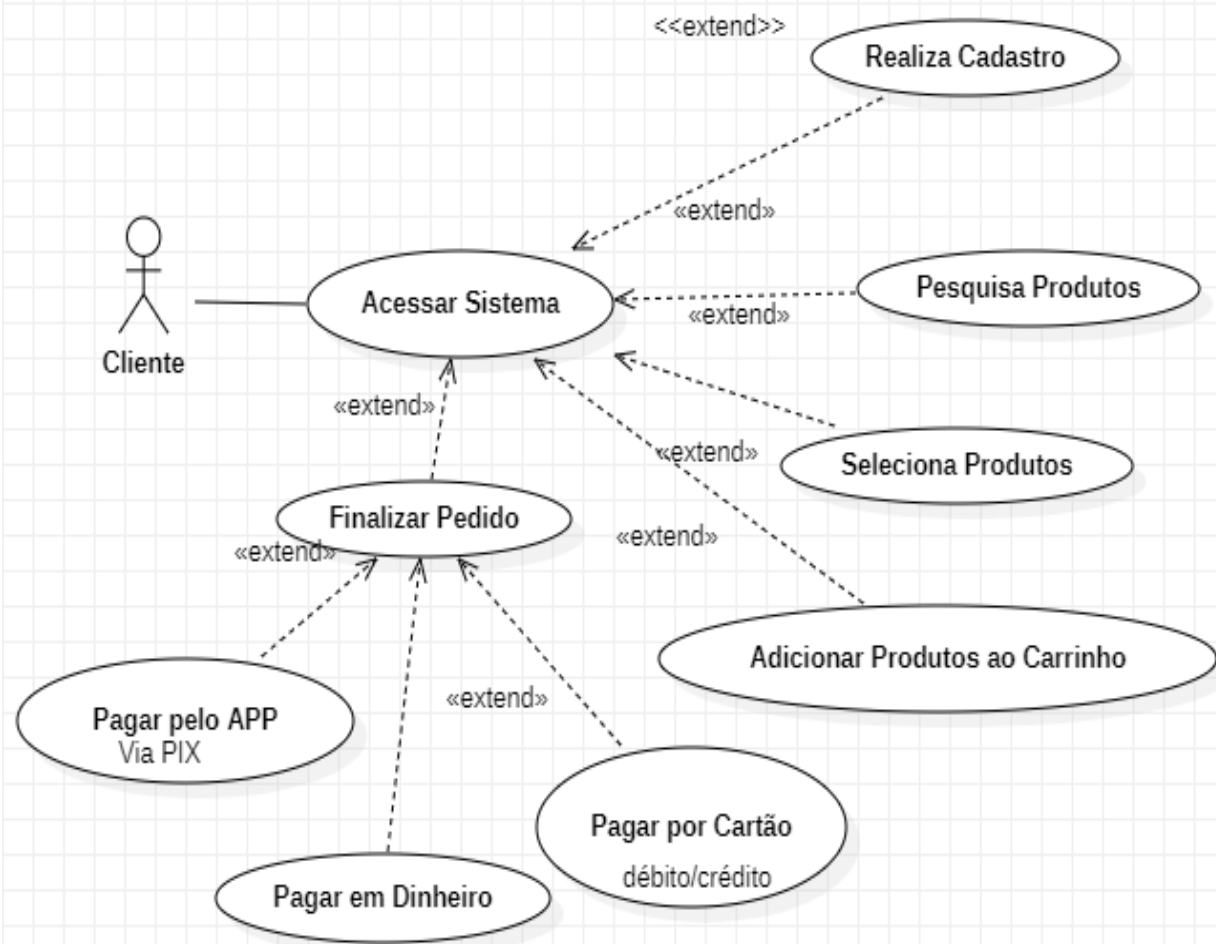 <<extend>>
Realiza Cadastro
«extend»
Pesquisa Produtos
«extend»
Acessar Sistema
Cliente
«extend»
«extend»
Seleciona Produtos
Finalizar Pedido
«extend»
«extend»
Adicionar Produtos ao Carrinho
«extend»
Pagar pelo APP
Via PIX
Pagar por Cartão
débito/crédito
Pagar em Dinheiro